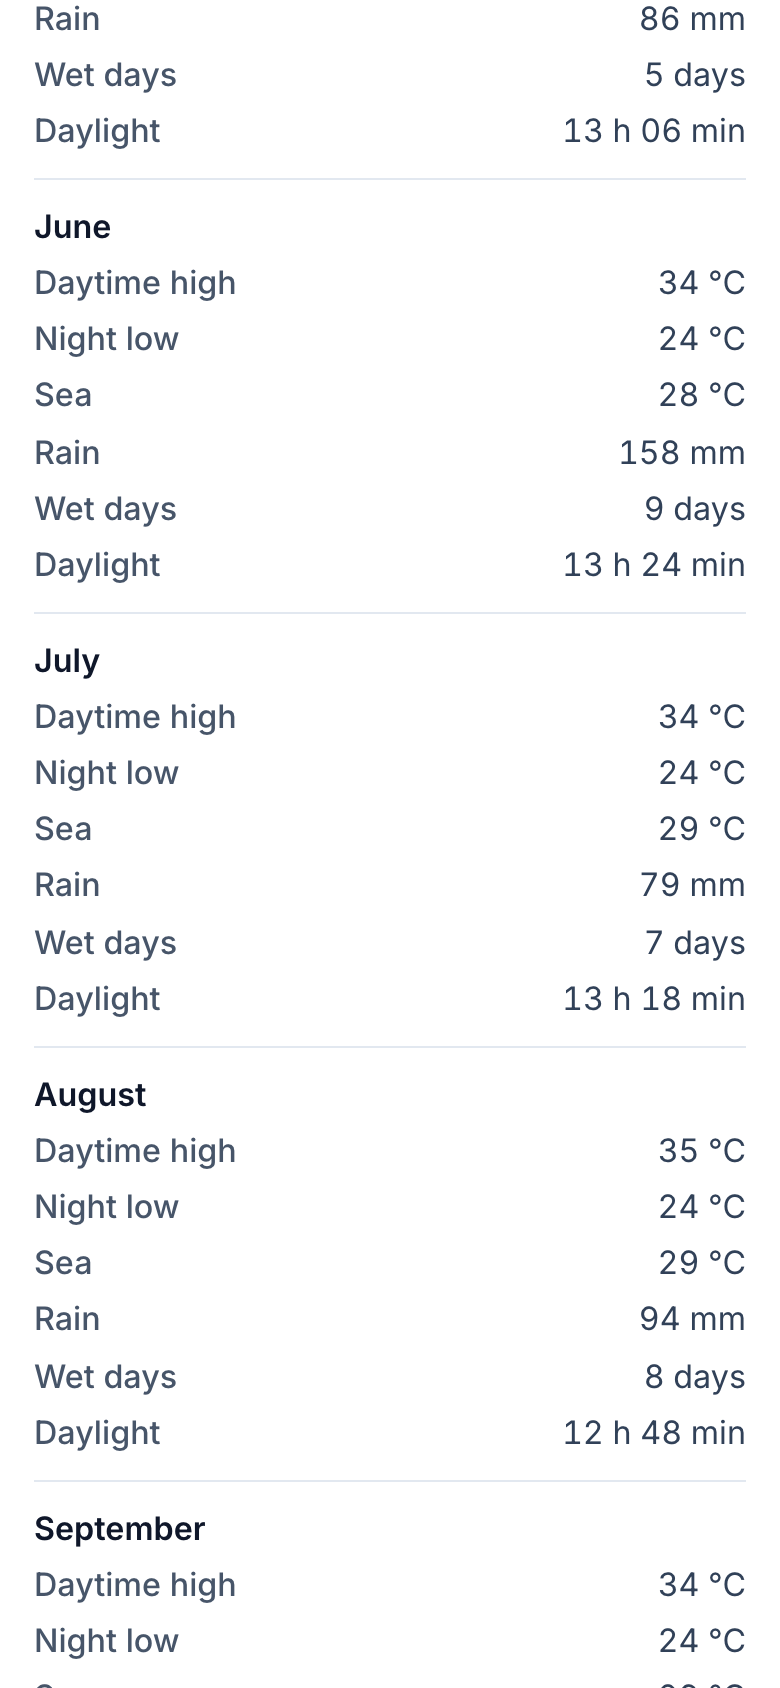 Rain 86 mm
Wet days 5 days
Daylight 13 h 06 min
June
Daytime high 34 °C
Night low 24 °C
Sea 28 °C
Rain 158 mm
Wet days 9 days
Daylight 13 h 24 min
July
Daytime high 34 °C
Night low 24 °C
Sea 29 °C
Rain 79 mm
Wet days 7 days
Daylight 13 h 18 min
August
Daytime high 35 °C
Night low 24 °C
Sea 29 °C
Rain 94 mm
Wet days 8 days
Daylight 12 h 48 min
September
Daytime high 34 °C
Night low 24 °C